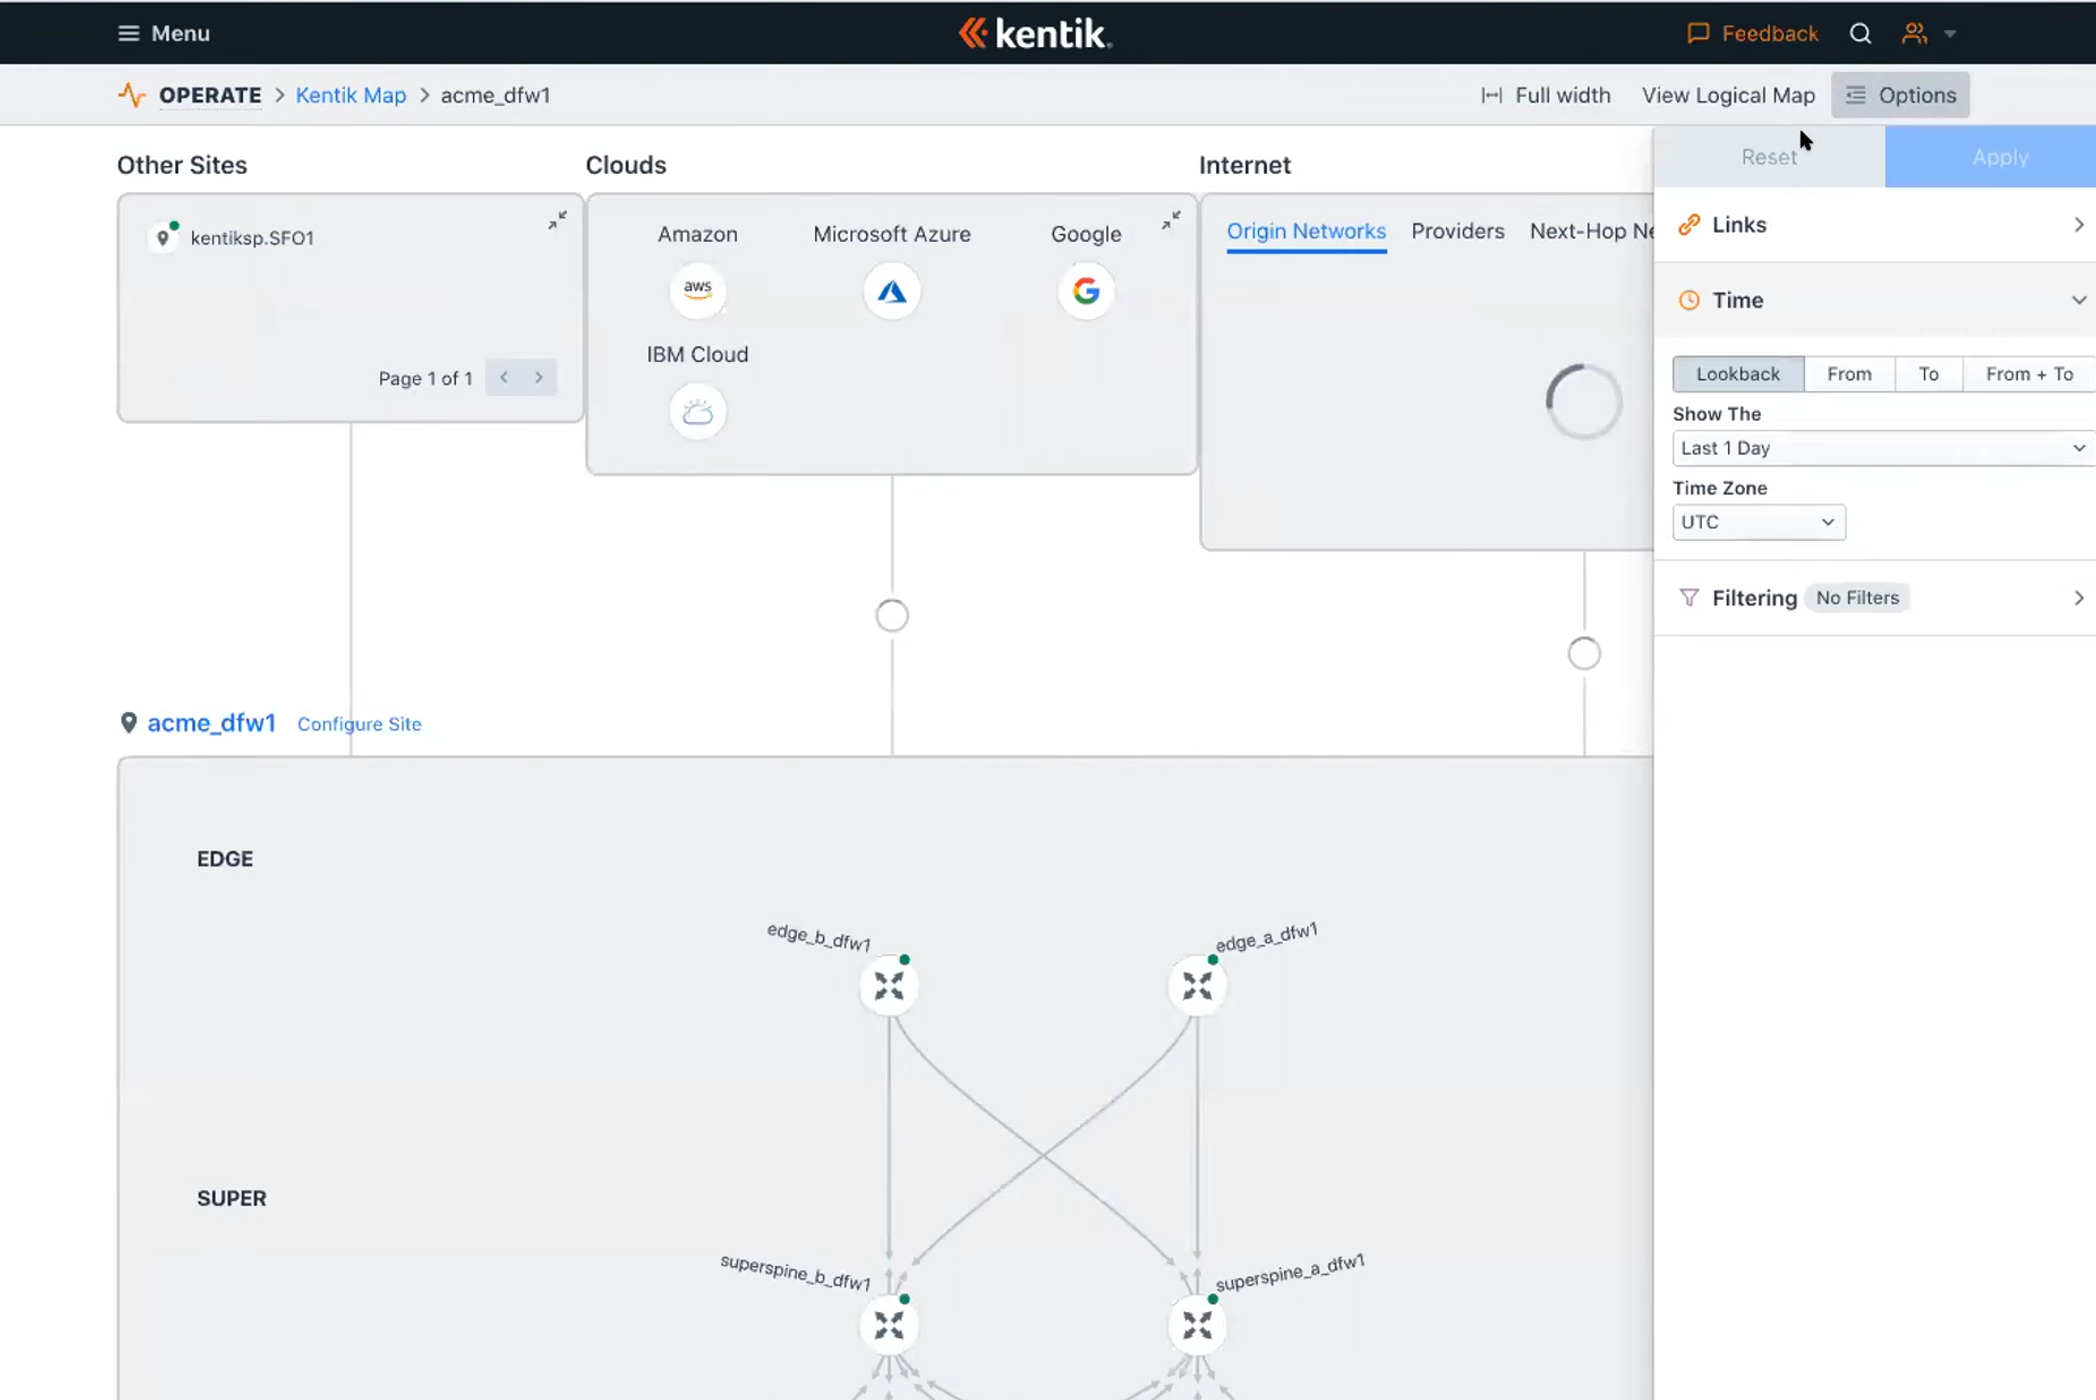 Menu
kentik
Feedback
OPERATE > Kentik Map > acme_dfw1
Full width
View Logical Map
Options
Other Sites
Clouds
Internet
kentiksp.SFO1
Page 1 of 1
Amazon
Microsoft Azure
Google
aws
IBM Cloud
Origin Networks
Providers
Next-Hop Ne
Reset
Apply
Links
Time
Lookback
From
To
From + To
Show The
Last 1 Day
Time Zone
UTC
Filtering
No Filters
acme_dfw1
Configure Site
EDGE
edge_b_dfw1
edge_a_dfw1
SUPER
superspine_b_dfw1
superspine_a_dfw1